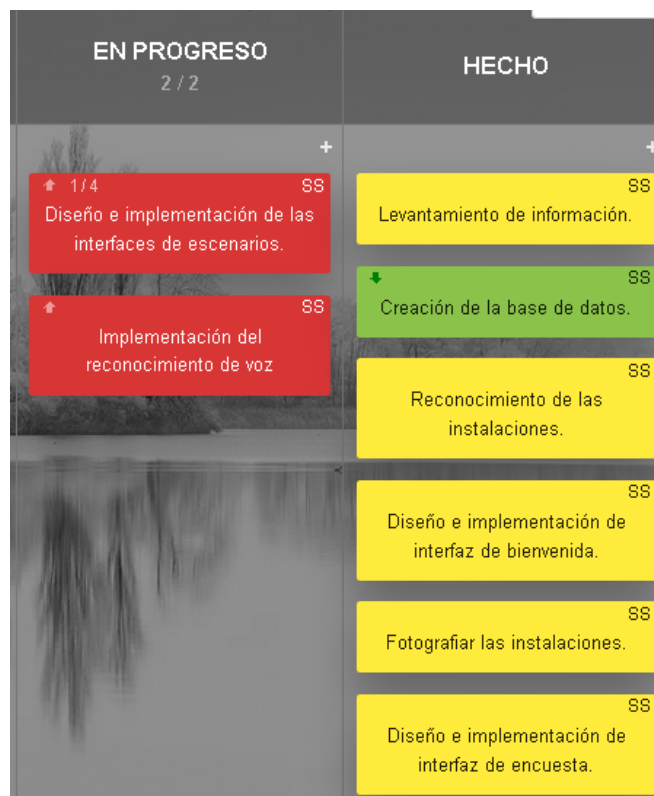 EN PROGRESO
2 / 2
1/4
SS
Diseño e implementación de las
interfaces de escenarios.
SS
Implementación del
reconocimiento de voz
HECHO
SS
Levantamiento de información.
SS
Creación de la base de datos.
SS
Reconocimiento de las
instalaciones.
SS
Diseño e implementación de
interfaz de bienvenida.
SS
Fotografiar las instalaciones.
SS
Diseño e implementación de
interfaz de encuesta.